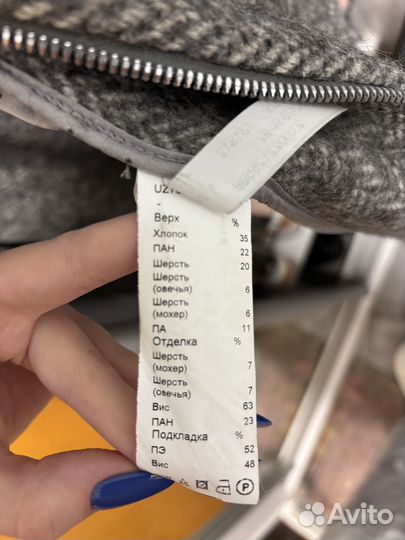 UZ
-
Верх %
Хлопок 35
ПАН 22
Шерсть 20
Шерсть
(овечья) 6
Шерсть
(мохер) 6
ПА 11
Отделка %
Шерсть
(мохер) 7
Шерсть
(овечья) 7
Вис 63
ПАН 23
Подкладка %
ПЭ 52
Вис 48
P
Avito